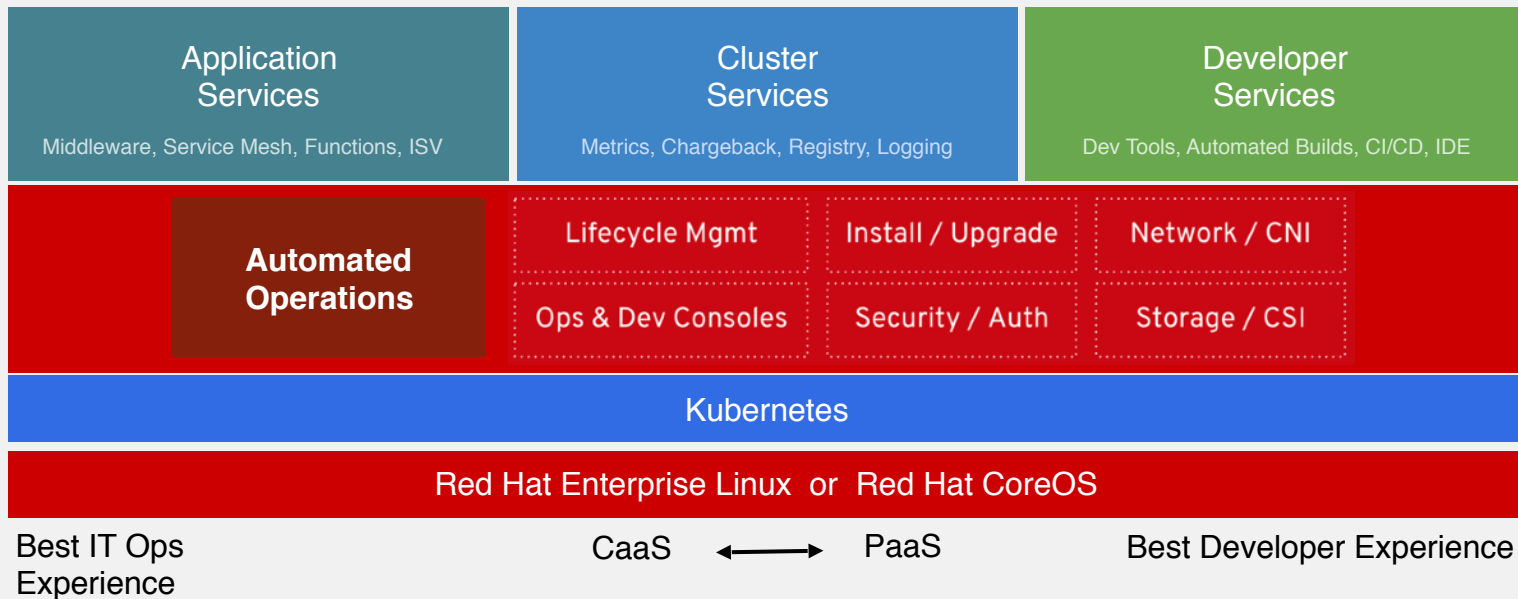 Application
Services
Middleware, Service Mesh, Functions, ISV
Cluster
Services
Metrics, Chargeback, Registry, Logging
Developer
Services
Dev Tools, Automated Builds, CI/CD, IDE
Automated
Operations
Lifecycle Mgmt
Install / Upgrade
Network / CNI
Ops & Dev Consoles
Security / Auth
Storage / CSI
Kubernetes
Red Hat Enterprise Linux or Red Hat CoreOS
Best IT Ops
Experience
CaaS
PaaS
Best Developer Experience